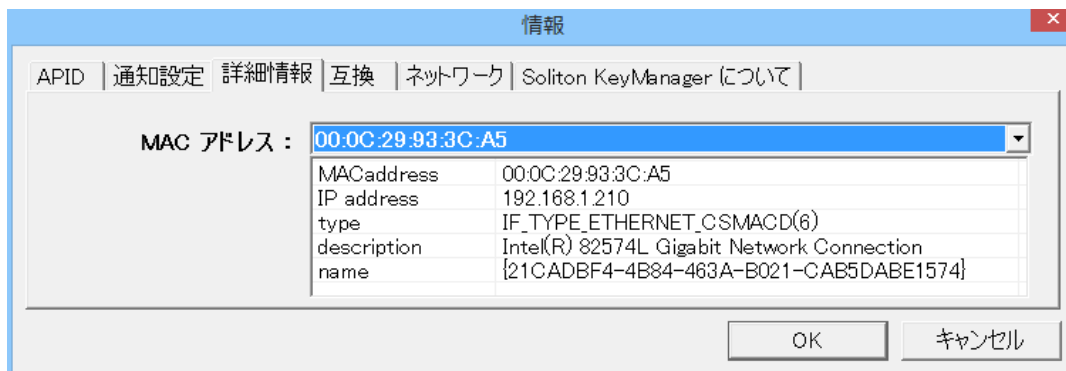 情報
APID 通知設定 詳細情報 互換 ネットワーク Soliton KeyManager について
MAC アドレス : 00:0C:29:93:3C:A5
MACaddress 00:0C:29:93:3C:A5
IP address 192.168.1.210
type IF_TYPE_ETHERNET_CSMACD(6)
description Intel(R) 82574L Gigabit Network Connection
name {21CADBF4-4B84-463A-B021-CAB5DABE1574}
OK キャンセル